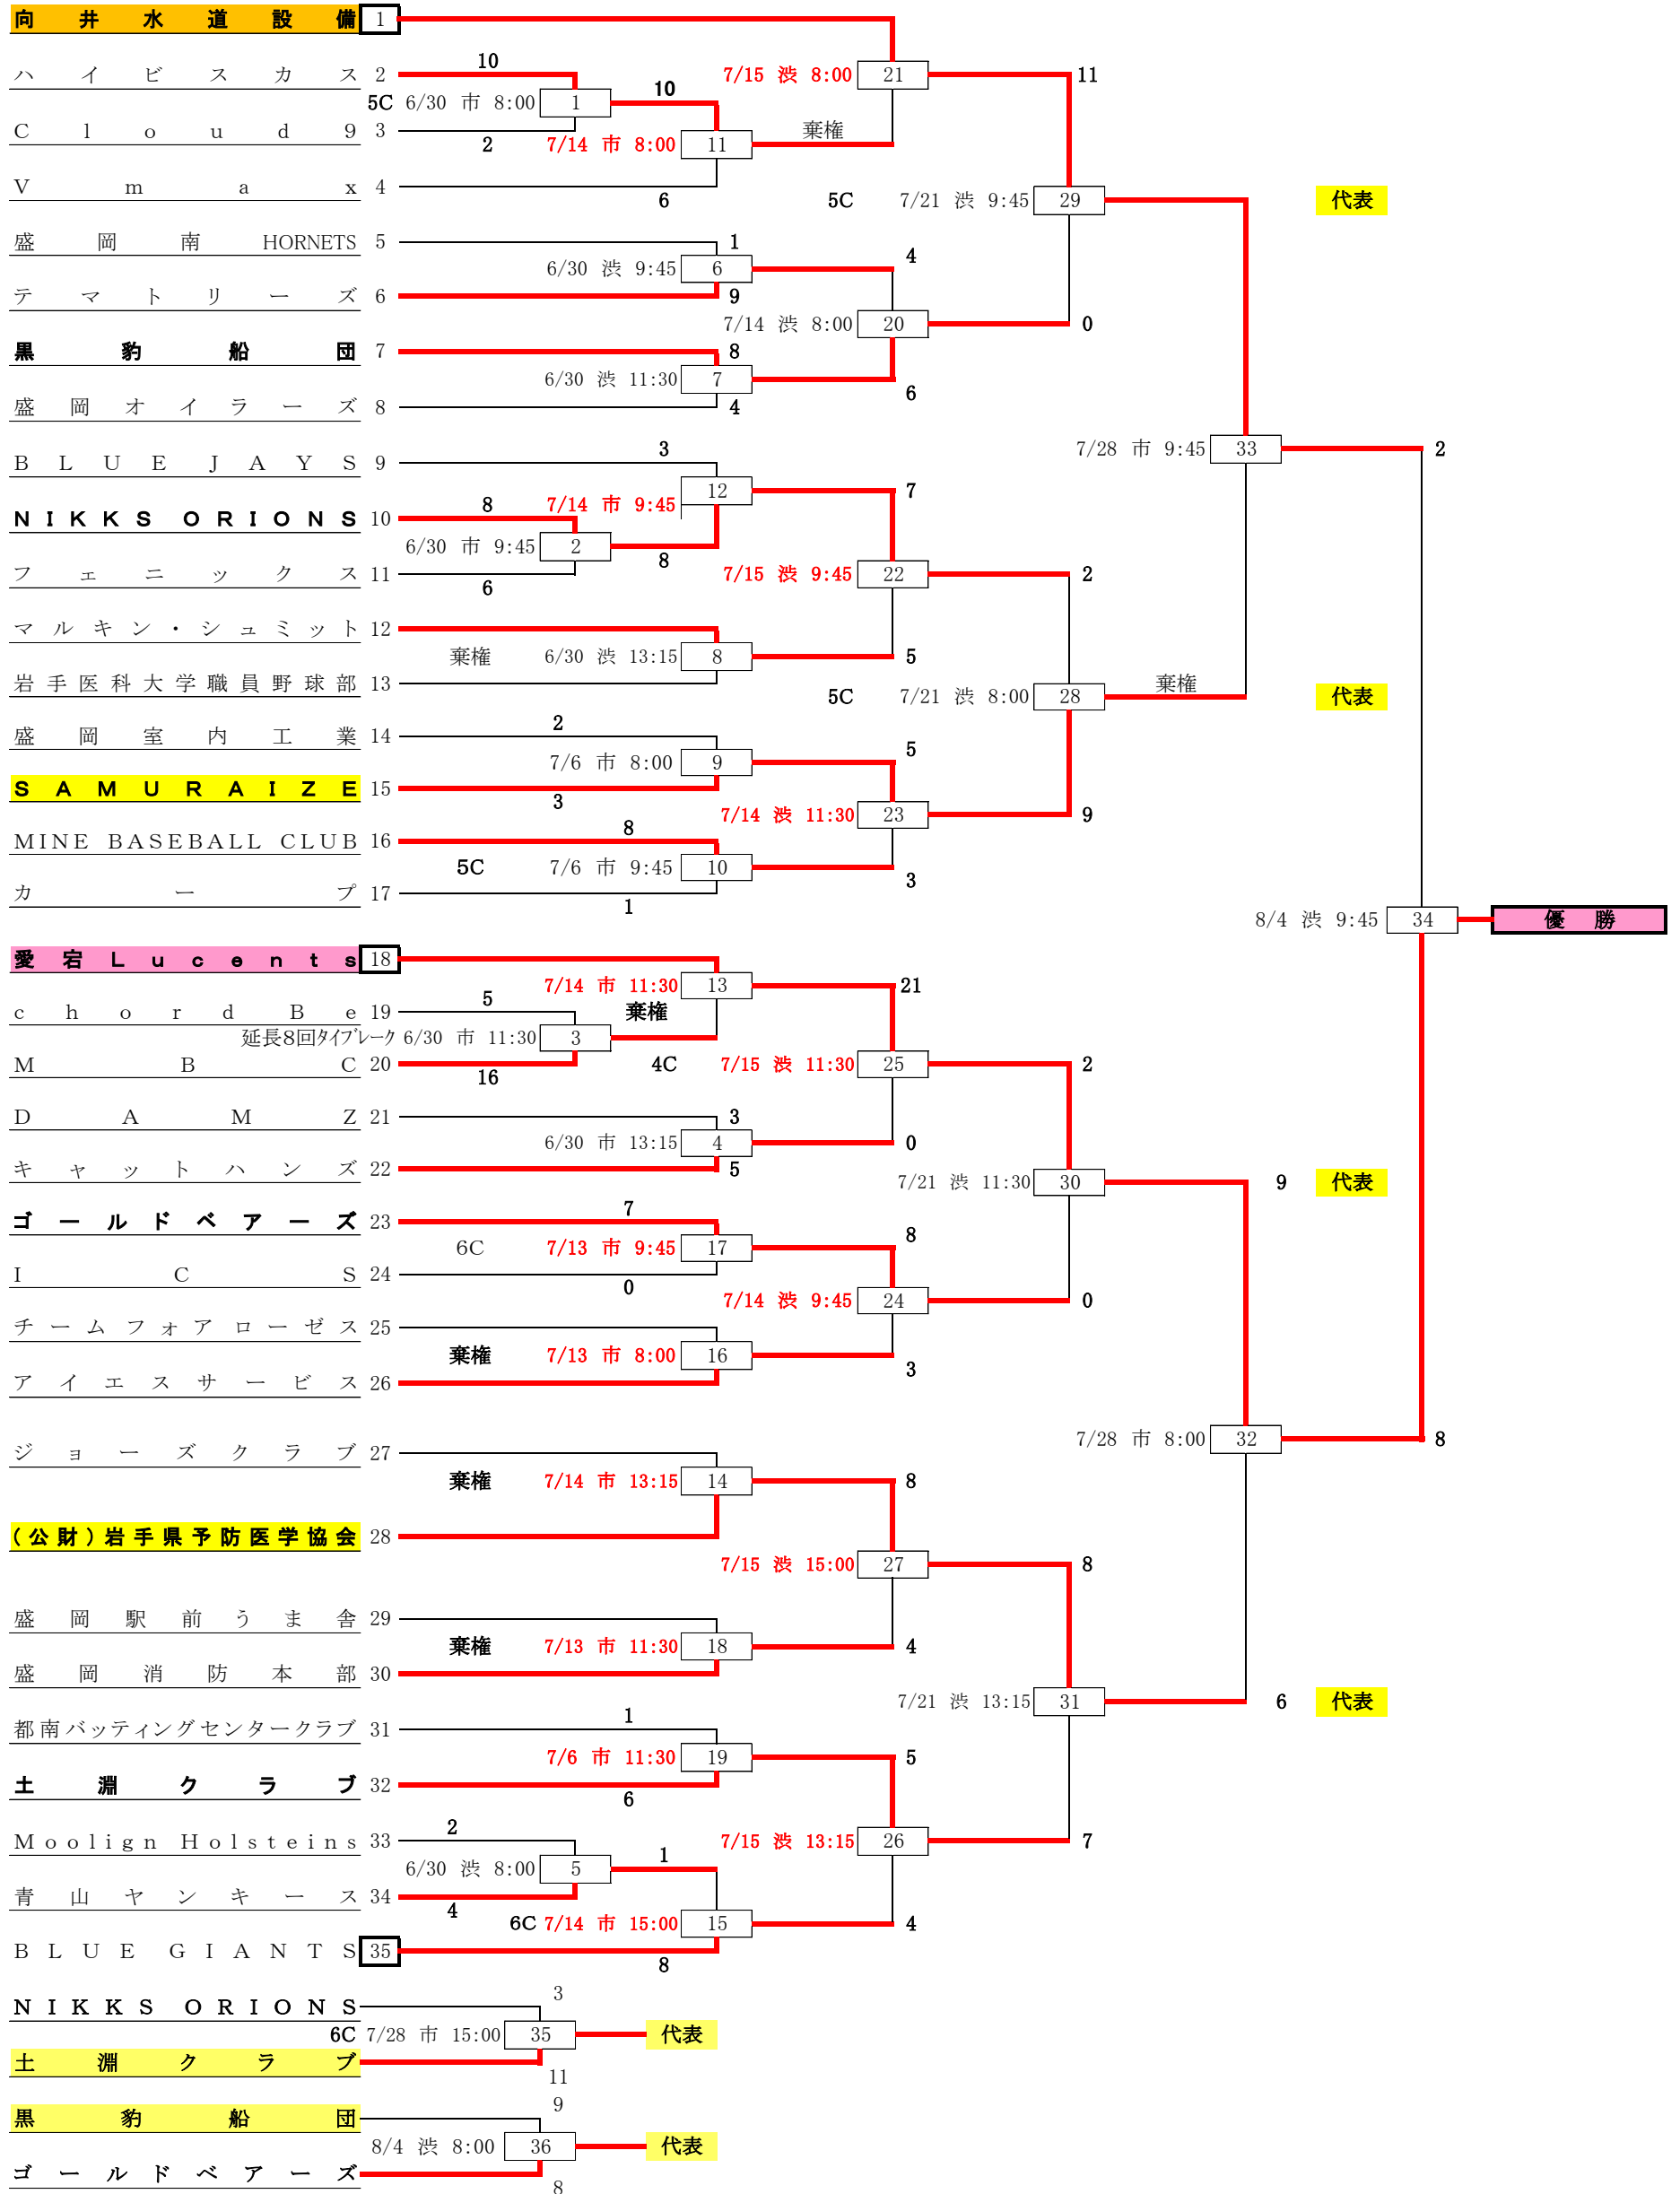 向井水道設備 1
10
ハイビスカス 2 7/15 渋 8:00 21 11
5C 6/30 市 8:00 1 10
Cloud9 3 棄権
2 7/14 市 8:00 11
Vmax 4
6 5C 7/21 渋 9:45 29 代表
盛岡南HORNETS 5 1
4
6/30 渋 9:45 6
テマトリーズ 6 9
7/14 渋 8:00 20 0
黒豹船団 7 8
6/30 渋 11:30 7
6
盛岡オイラーズ 8 4
3 7/28 市 9:45 33 2
BLUE JAYS 9
12 7
8 7/14 市 9:45
NIKKS ORIONS 10
6/30 市 9:45 2
8
フェニックス 11 7/15 渋 9:45 22 2
6
マルキン・シュミット 12
棄権 6/30 渋 13:15 8 5
岩手医科大学職員野球部 13 棄権
5C 7/21 渋 8:00 28 代表
2
盛岡室内工業 14
5
7/6 市 8:00 9
SAMURAIZE 15
3
7/14 渋 11:30 23 9
8
MINE BASEBALL CLUB 16
5C 7/6 市 9:45 10
3
カープ 17
1
8/4 渋 9:45 34 優勝
愛宕Lucents 18
7/14 市 11:30 13 21
5
chordBe 19 棄権
延長8回タイブレーク 6/30 市 11:30 3
MBC 20 4C 7/15 渋 11:30 25 2
16
DAMZ 21 3
6/30 市 13:15 4 0
キャットハンズ 22 5
7/21 渋 11:30 30 9 代表
7
ゴールドベアーズ 23
8
6C 7/13 市 9:45 17
ICS 24
0
7/14 渋 9:45 24 0
チームフォアローゼス 25
棄権 7/13 市 8:00 16
3
アイエスサービス 26
7/28 市 8:00 32 8
ジョーズクラブ 27
棄権 7/14 市 13:15 14 8
(公財)岩手県予防医学協会 28
7/15 渋 15:00 27 8
盛岡駅前うま舎 29
棄権 7/13 市 11:30 18 4
盛岡消防本部 30
7/21 渋 13:15 31 6 代表
1
都南バッティングセンタークラブ 31
7/6 市 11:30 19 5
土淵クラブ 32
6
2
Moolign Holsteins 33 7/15 渋 13:15 26 7
1
6/30 渋 8:00 5
青山ヤンキース 34
4
6C 7/14 市 15:00 15 4
BLUE GIANTS 35
8
3
NIKKS ORIONS
6C 7/28 市 15:00 35 代表
土淵クラブ
11
9
黒豹船団
8/4 渋 8:00 36 代表
ゴールドベアーズ
8